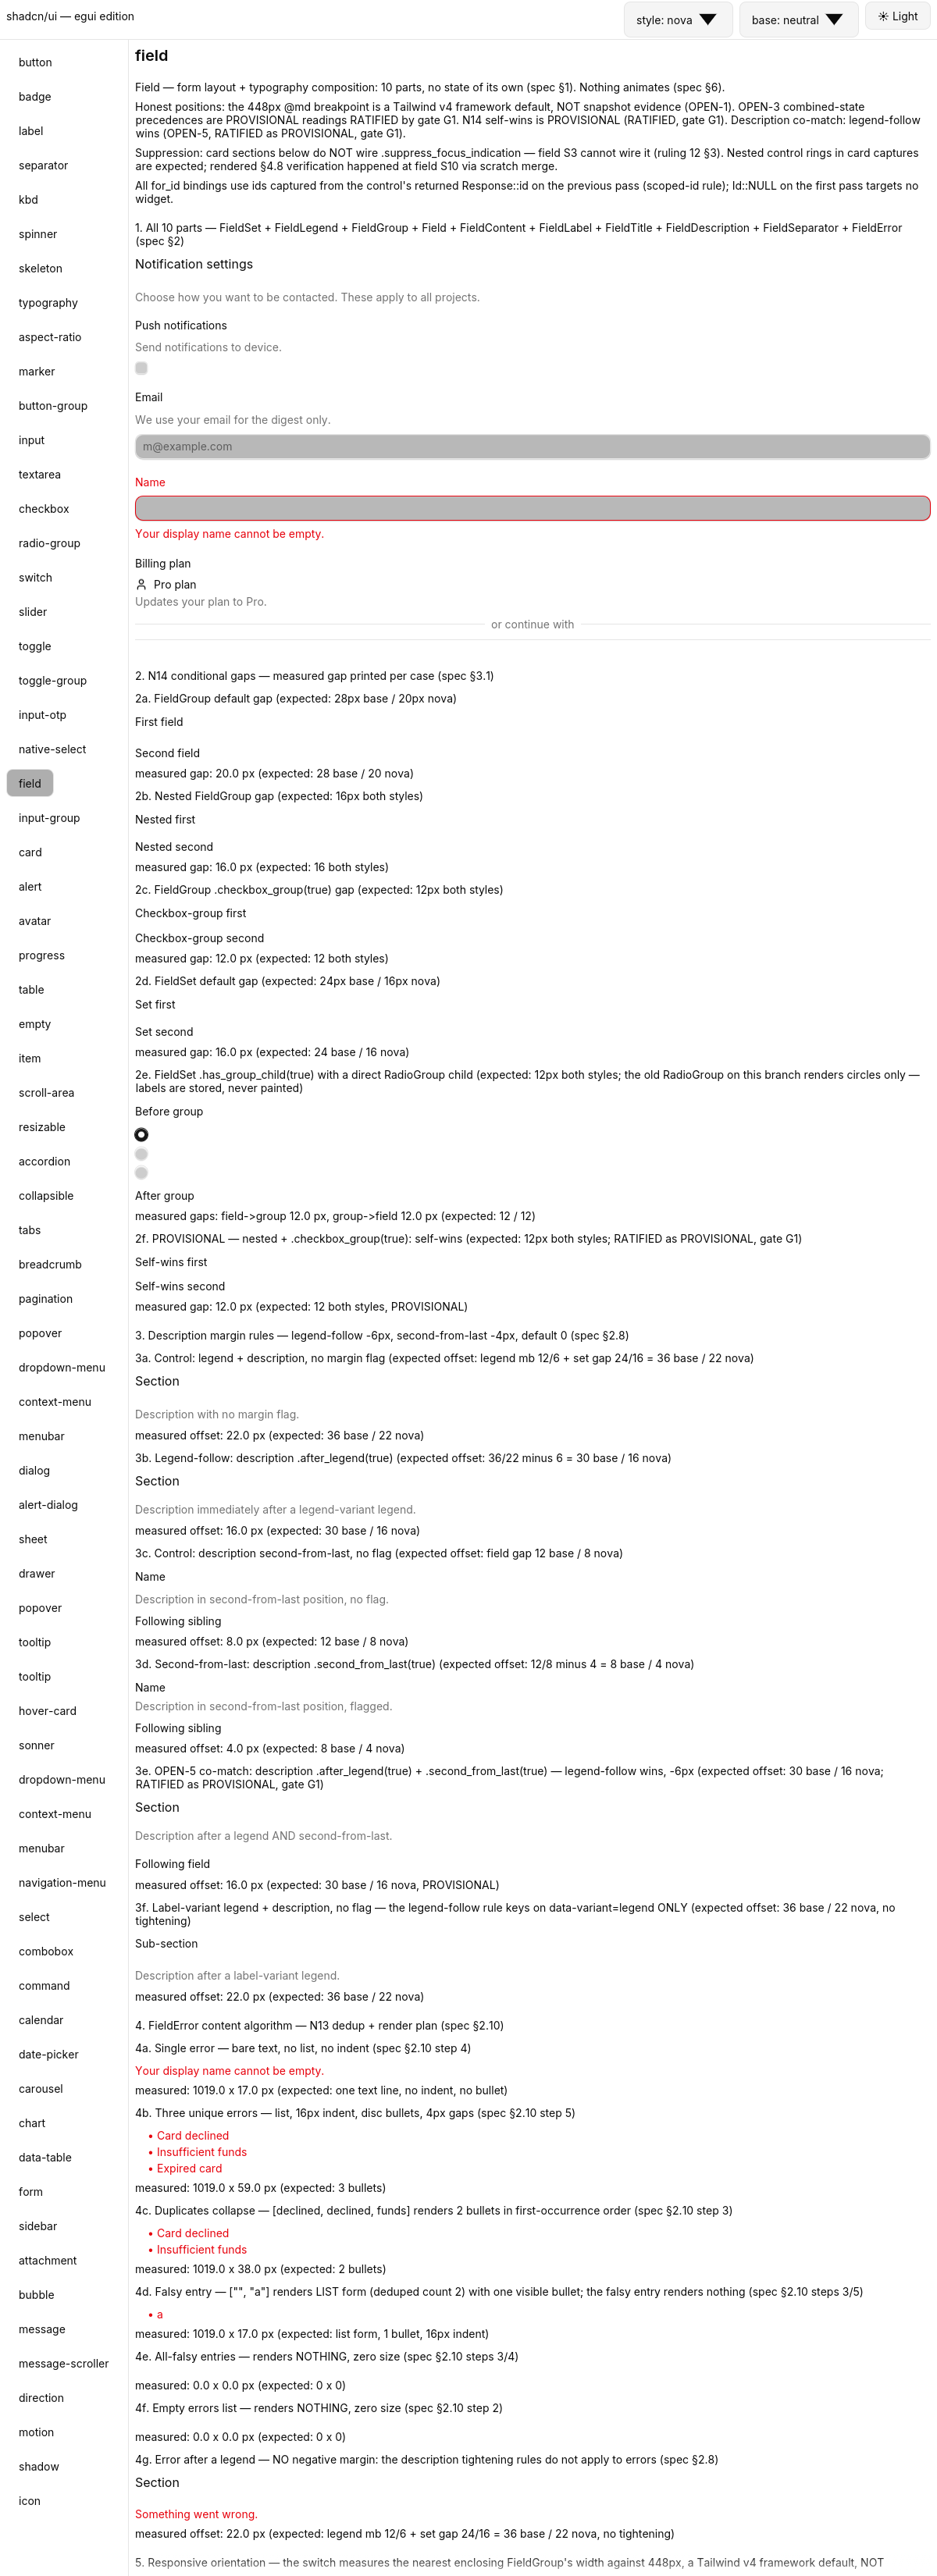 shadcn/ui — egui edition
style: nova
base: neutral
☀ Light
button
badge
label
separator
kbd
spinner
skeleton
typography
aspect-ratio
marker
button-group
input
textarea
checkbox
radio-group
switch
slider
toggle
toggle-group
input-otp
native-select
field
input-group
card
alert
avatar
progress
table
empty
item
scroll-area
resizable
accordion
collapsible
tabs
breadcrumb
pagination
popover
dropdown-menu
context-menu
menubar
dialog
alert-dialog
sheet
drawer
popover
tooltip
tooltip
hover-card
sonner
dropdown-menu
context-menu
menubar
navigation-menu
select
combobox
command
calendar
date-picker
carousel
chart
data-table
form
sidebar
attachment
bubble
message
message-scroller
direction
motion
shadow
icon
field
Field — form layout + typography composition: 10 parts, no state of its own (spec §1). Nothing animates (spec §6).
Honest positions: the 448px @md breakpoint is a Tailwind v4 framework default, NOT snapshot evidence (OPEN-1). OPEN-3 combined-state
precedences are PROVISIONAL readings RATIFIED by gate G1. N14 self-wins is PROVISIONAL (RATIFIED, gate G1). Description co-match: legend-follow
wins (OPEN-5, RATIFIED as PROVISIONAL, gate G1).
Suppression: card sections below do NOT wire .suppress_focus_indication — field S3 cannot wire it (ruling 12 §3). Nested control rings in card captures
are expected; rendered §4.8 verification happened at field S10 via scratch merge.
All for_id bindings use ids captured from the control's returned Response::id on the previous pass (scoped-id rule); Id::NULL on the first pass targets no
widget.
1. All 10 parts — FieldSet + FieldLegend + FieldGroup + Field + FieldContent + FieldLabel + FieldTitle + FieldDescription + FieldSeparator + FieldError
(spec §2)
Notification settings
Choose how you want to be contacted. These apply to all projects.
Push notifications
Send notifications to device.
Email
We use your email for the digest only.
m@example.com
Name
Your display name cannot be empty.
Billing plan
Pro plan
Updates your plan to Pro.
or continue with
2. N14 conditional gaps — measured gap printed per case (spec §3.1)
2a. FieldGroup default gap (expected: 28px base / 20px nova)
First field
Second field
measured gap: 20.0 px (expected: 28 base / 20 nova)
2b. Nested FieldGroup gap (expected: 16px both styles)
Nested first
Nested second
measured gap: 16.0 px (expected: 16 both styles)
2c. FieldGroup .checkbox_group(true) gap (expected: 12px both styles)
Checkbox-group first
Checkbox-group second
measured gap: 12.0 px (expected: 12 both styles)
2d. FieldSet default gap (expected: 24px base / 16px nova)
Set first
Set second
measured gap: 16.0 px (expected: 24 base / 16 nova)
2e. FieldSet .has_group_child(true) with a direct RadioGroup child (expected: 12px both styles; the old RadioGroup on this branch renders circles only —
labels are stored, never painted)
Before group
After group
measured gaps: field->group 12.0 px, group->field 12.0 px (expected: 12 / 12)
2f. PROVISIONAL — nested + .checkbox_group(true): self-wins (expected: 12px both styles; RATIFIED as PROVISIONAL, gate G1)
Self-wins first
Self-wins second
measured gap: 12.0 px (expected: 12 both styles, PROVISIONAL)
3. Description margin rules — legend-follow -6px, second-from-last -4px, default 0 (spec §2.8)
3a. Control: legend + description, no margin flag (expected offset: legend mb 12/6 + set gap 24/16 = 36 base / 22 nova)
Section
Description with no margin flag.
measured offset: 22.0 px (expected: 36 base / 22 nova)
3b. Legend-follow: description .after_legend(true) (expected offset: 36/22 minus 6 = 30 base / 16 nova)
Section
Description immediately after a legend-variant legend.
measured offset: 16.0 px (expected: 30 base / 16 nova)
3c. Control: description second-from-last, no flag (expected offset: field gap 12 base / 8 nova)
Name
Description in second-from-last position, no flag.
Following sibling
measured offset: 8.0 px (expected: 12 base / 8 nova)
3d. Second-from-last: description .second_from_last(true) (expected offset: 12/8 minus 4 = 8 base / 4 nova)
Name
Description in second-from-last position, flagged.
Following sibling
measured offset: 4.0 px (expected: 8 base / 4 nova)
3e. OPEN-5 co-match: description .after_legend(true) + .second_from_last(true) — legend-follow wins, -6px (expected offset: 30 base / 16 nova;
RATIFIED as PROVISIONAL, gate G1)
Section
Description after a legend AND second-from-last.
Following field
measured offset: 16.0 px (expected: 30 base / 16 nova, PROVISIONAL)
3f. Label-variant legend + description, no flag — the legend-follow rule keys on data-variant=legend ONLY (expected offset: 36 base / 22 nova, no
tightening)
Sub-section
Description after a label-variant legend.
measured offset: 22.0 px (expected: 36 base / 22 nova)
4. FieldError content algorithm — N13 dedup + render plan (spec §2.10)
4a. Single error — bare text, no list, no indent (spec §2.10 step 4)
Your display name cannot be empty.
measured: 1019.0 x 17.0 px (expected: one text line, no indent, no bullet)
4b. Three unique errors — list, 16px indent, disc bullets, 4px gaps (spec §2.10 step 5)
• Card declined
• Insufficient funds
• Expired card
measured: 1019.0 x 59.0 px (expected: 3 bullets)
4c. Duplicates collapse — [declined, declined, funds] renders 2 bullets in first-occurrence order (spec §2.10 step 3)
• Card declined
• Insufficient funds
measured: 1019.0 x 38.0 px (expected: 2 bullets)
4d. Falsy entry — ["", "a"] renders LIST form (deduped count 2) with one visible bullet; the falsy entry renders nothing (spec §2.10 steps 3/5)
• a
measured: 1019.0 x 17.0 px (expected: list form, 1 bullet, 16px indent)
4e. All-falsy entries — renders NOTHING, zero size (spec §2.10 steps 3/4)
measured: 0.0 x 0.0 px (expected: 0 x 0)
4f. Empty errors list — renders NOTHING, zero size (spec §2.10 step 2)
measured: 0.0 x 0.0 px (expected: 0 x 0)
4g. Error after a legend — NO negative margin: the description tightening rules do not apply to errors (spec §2.8)
Section
Something went wrong.
measured offset: 22.0 px (expected: legend mb 12/6 + set gap 24/16 = 36 base / 22 nova, no tightening)
5. Responsive orientation — the switch measures the nearest enclosing FieldGroup's width against 448px, a Tailwind v4 framework default, NOT